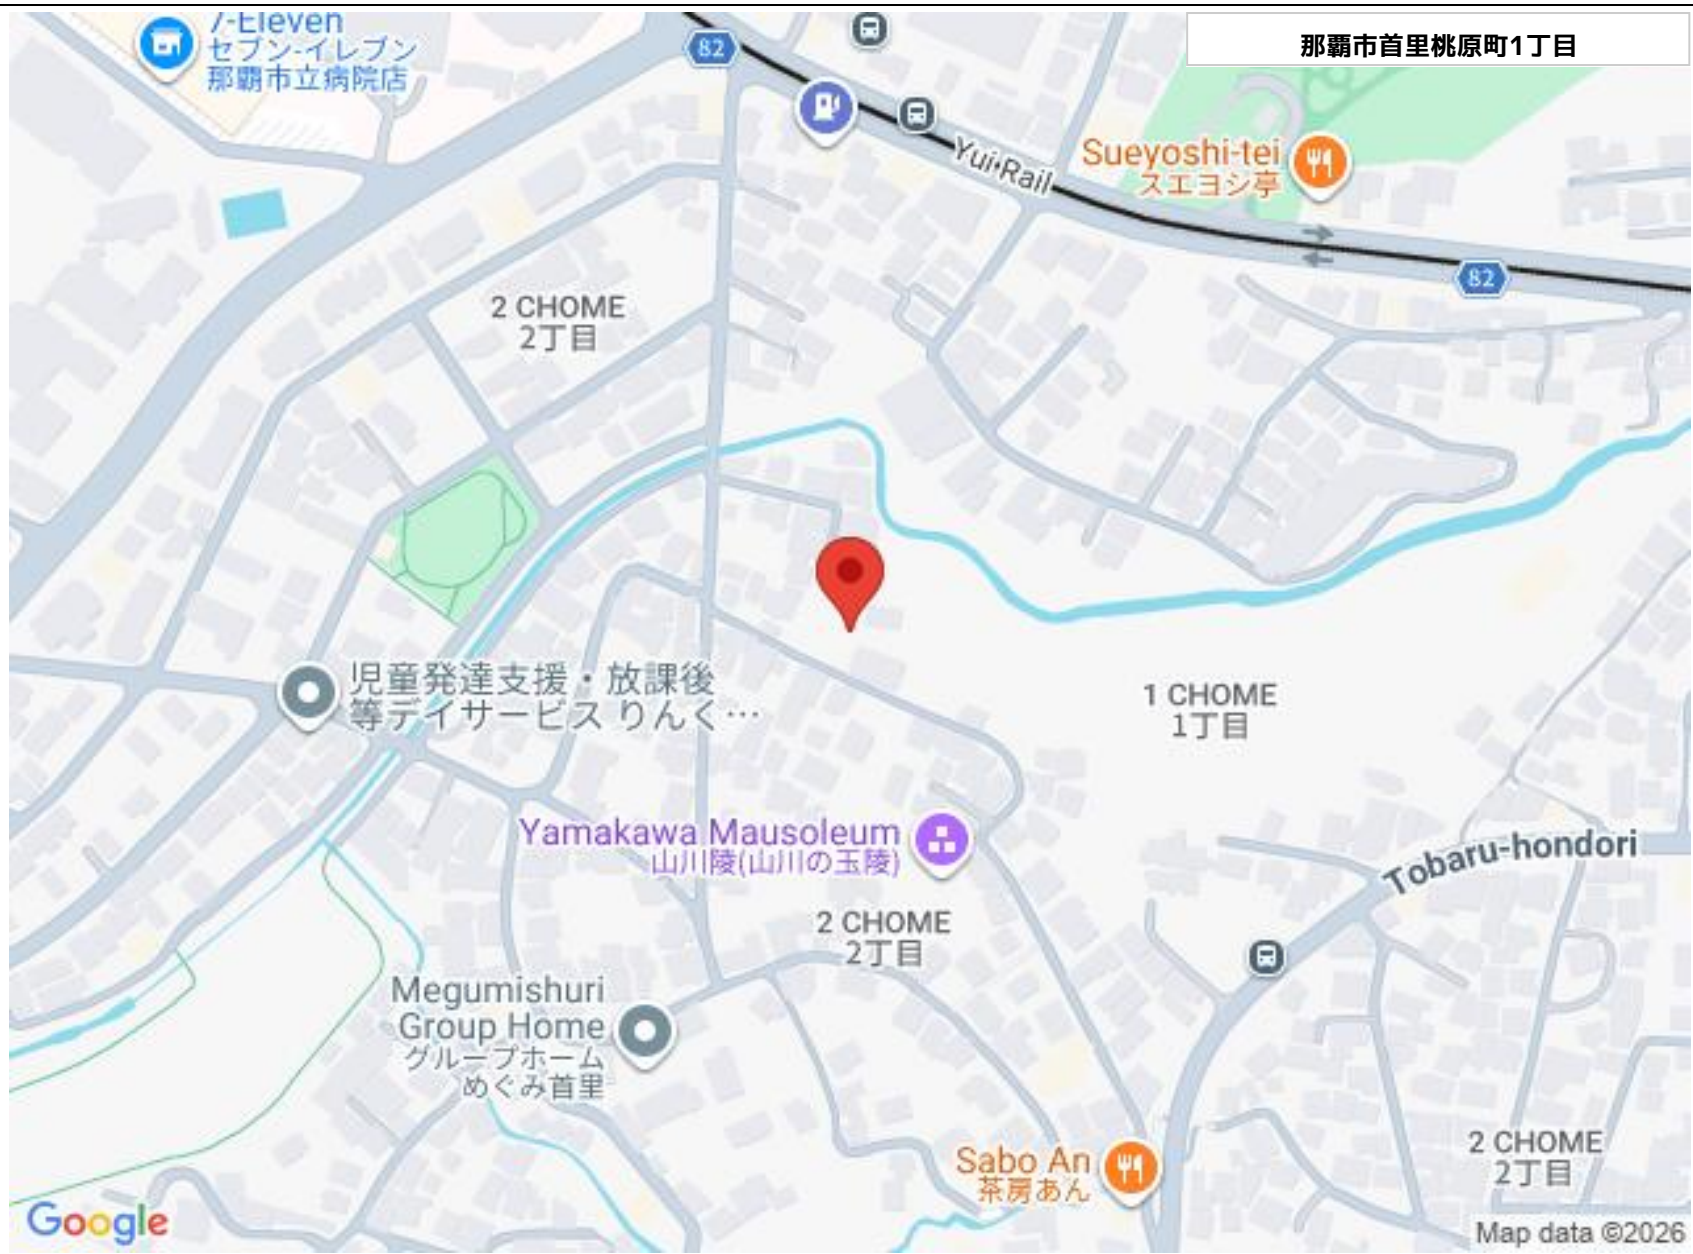 7-Eleven
セブン-イレブン
那覇市立病院店
82
那覇市首里桃原町1丁目
Yui Rail
Sueyoshi-tei
スエヨシ亭
82
2 CHOME
2丁目
児童発達支援・放課後
等デイサービス りんく…
1 CHOME
1丁目
Yamakawa Mausoleum
山川陵(山川の玉陵)
Tobaru-hondori
2 CHOME
2丁目
Megumishuri
Group Home
グループホーム
めぐみ首里
Sabo An
茶房あん
2 CHOME
2丁目
Google
Map data ©2026